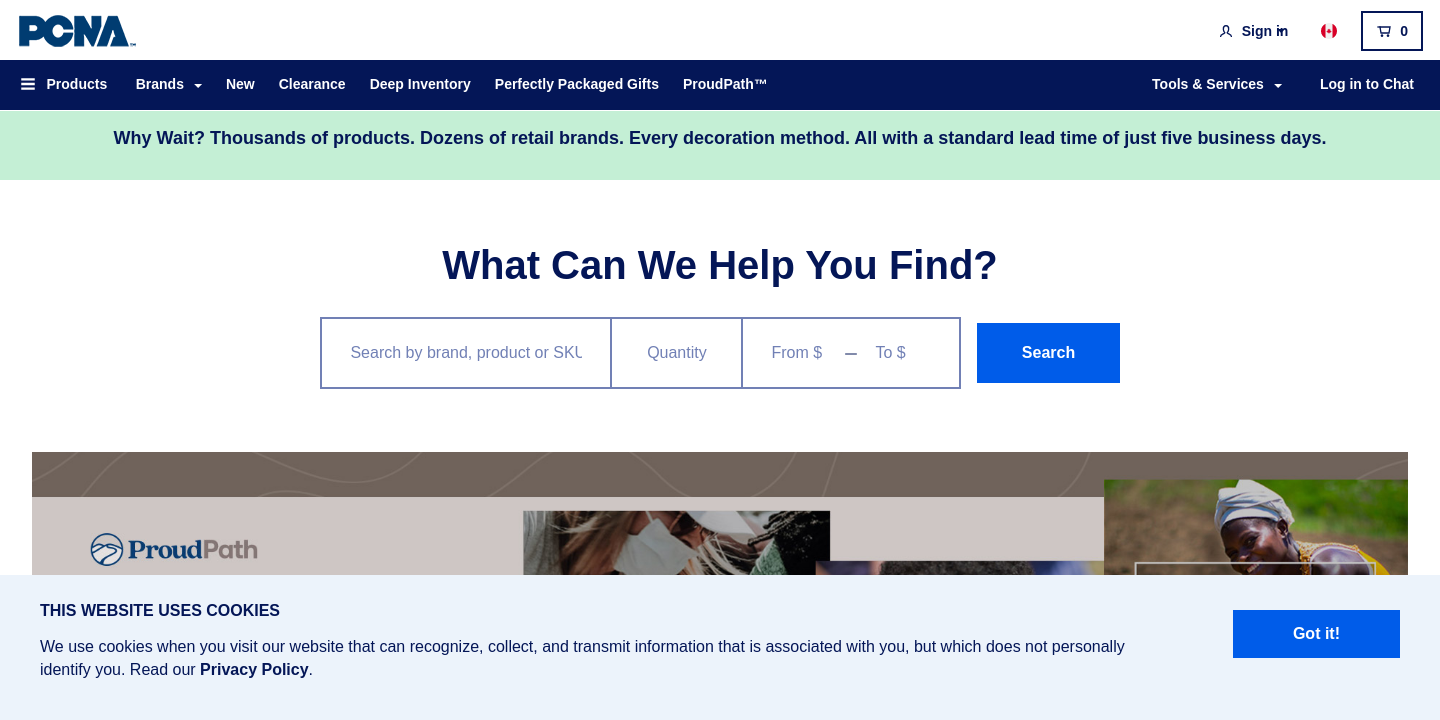 PCNA™
Sign in
0
Products Brands New Clearance Deep Inventory Perfectly Packaged Gifts ProudPath™ Tools & Services Log in to Chat
Why Wait? Thousands of products. Dozens of retail brands. Every decoration method. All with a standard lead time of just five business days.
What Can We Help You Find?
Search by brand, product or SKU Quantity From $ – To $ Search
ProudPath
THIS WEBSITE USES COOKIES
We use cookies when you visit our website that can recognize, collect, and transmit information that is associated with you, but which does not personally
identify you. Read our Privacy Policy.
Got it!